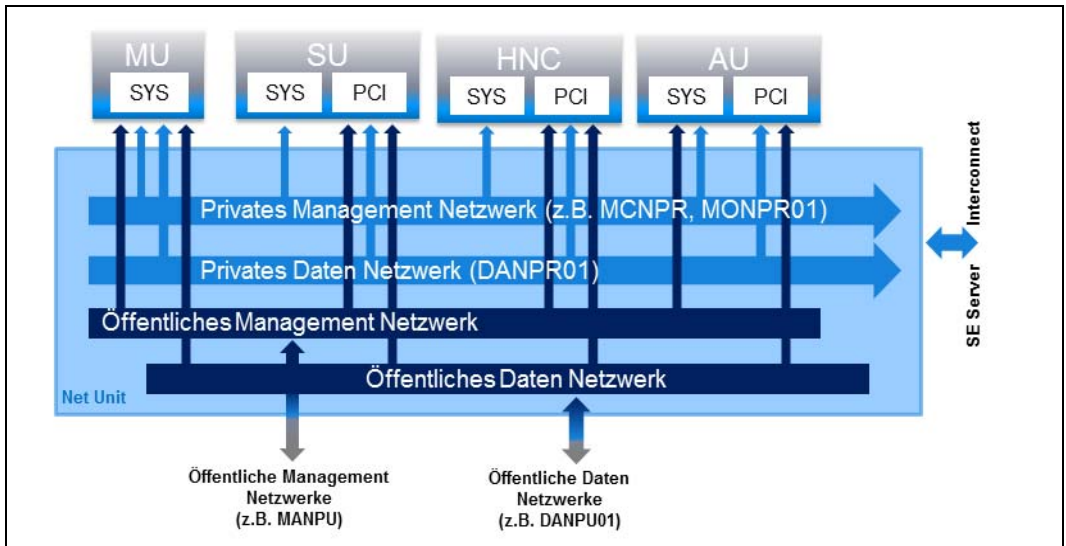 MU
SU
HNC
AU
SYS
SYS
PCI
SYS
PCI
SYS
PCI
Privates Management Netzwerk (z.B. MCNPR, MONPR01)
Privates Daten Netzwerk (DANPR01)
Öffentliches Management Netzwerk
Öffentliches Daten Netzwerk
Net Unit
SE Server Interconnect
Öffentliche Management
Netzwerke
(z.B. MANPU)
Öffentliche Daten
Netzwerke
(z.B. DANPU01)